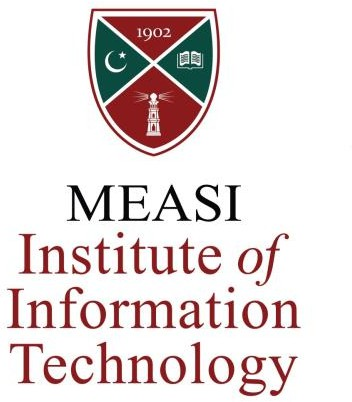 1902
MEASI
Institute of
Information
Technology